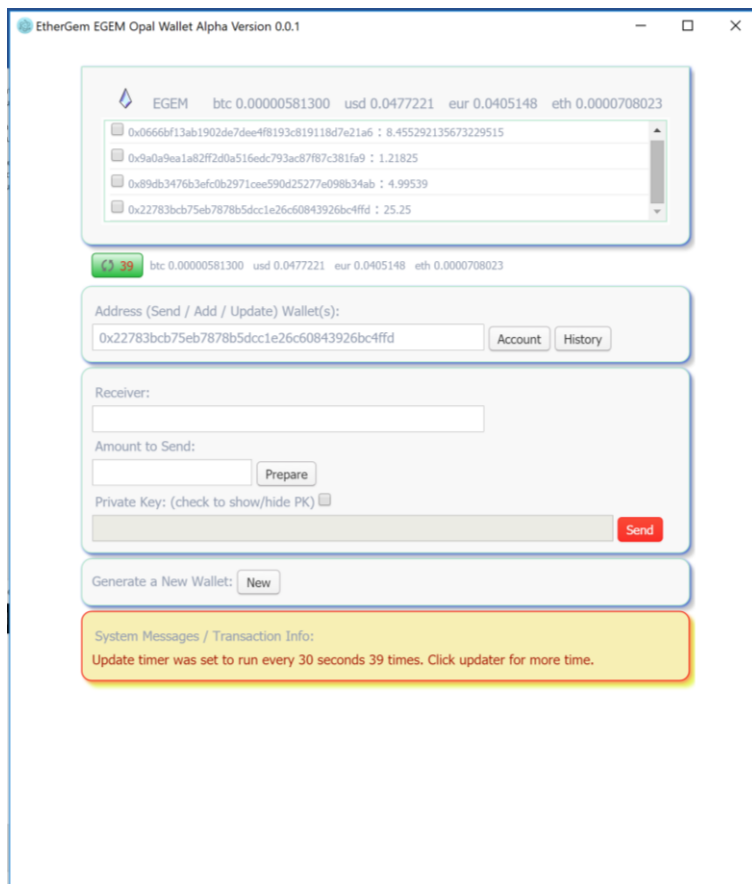 EtherGem EGEM Opal Wallet Alpha Version 0.0.1
EGEM btc 0.00000581300 usd 0.0477221 eur 0.0405148 eth 0.0000708023
0x0666bf13ab1902de7dee4f8193c819118d7e21a6 : 8.455292135673229515
0x9a0a9ea1a82ff2d0a516edc793ac87f87c381fa9 : 1.21825
0x89db3476b3efc0b2971cee590d25277e098b34ab : 4.99539
0x22783bcb75eb7878b5dcc1e26c60843926bc4ffd : 25.25
39 btc 0.00000581300 usd 0.0477221 eur 0.0405148 eth 0.0000708023
Address (Send / Add / Update) Wallet(s):
0x22783bcb75eb7878b5dcc1e26c60843926bc4ffd Account History
Receiver:
Amount to Send:
Prepare
Private Key: (check to show/hide PK)
Send
Generate a New Wallet: New
System Messages / Transaction Info:
Update timer was set to run every 30 seconds 39 times. Click updater for more time.